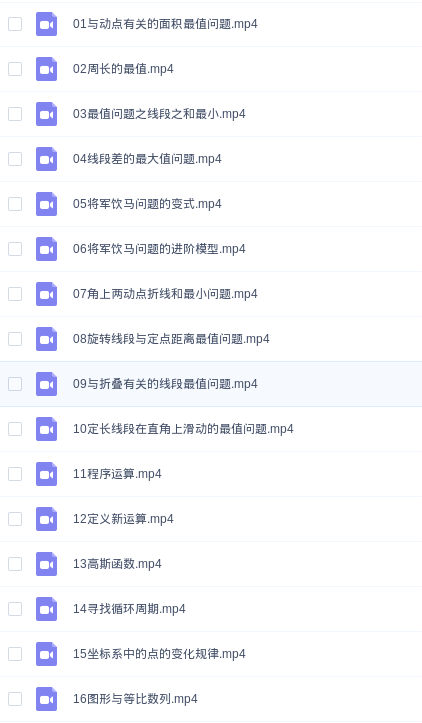 01与动点有关的面积最值问题.mp4
02周长的最值.mp4
03最值问题之线段之和最小.mp4
04线段差的最大值问题.mp4
05将军饮马问题的变式.mp4
06将军饮马问题的进阶模型.mp4
07角上两动点折线和最小问题.mp4
08旋转线段与定点距离最值问题.mp4
09与折叠有关的线段最值问题.mp4
10定长线段在直角上滑动的最值问题.mp4
11程序运算.mp4
12定义新运算.mp4
13高斯函数.mp4
14寻找循环周期.mp4
15坐标系中的点的变化规律.mp4
16图形与等比数列.mp4